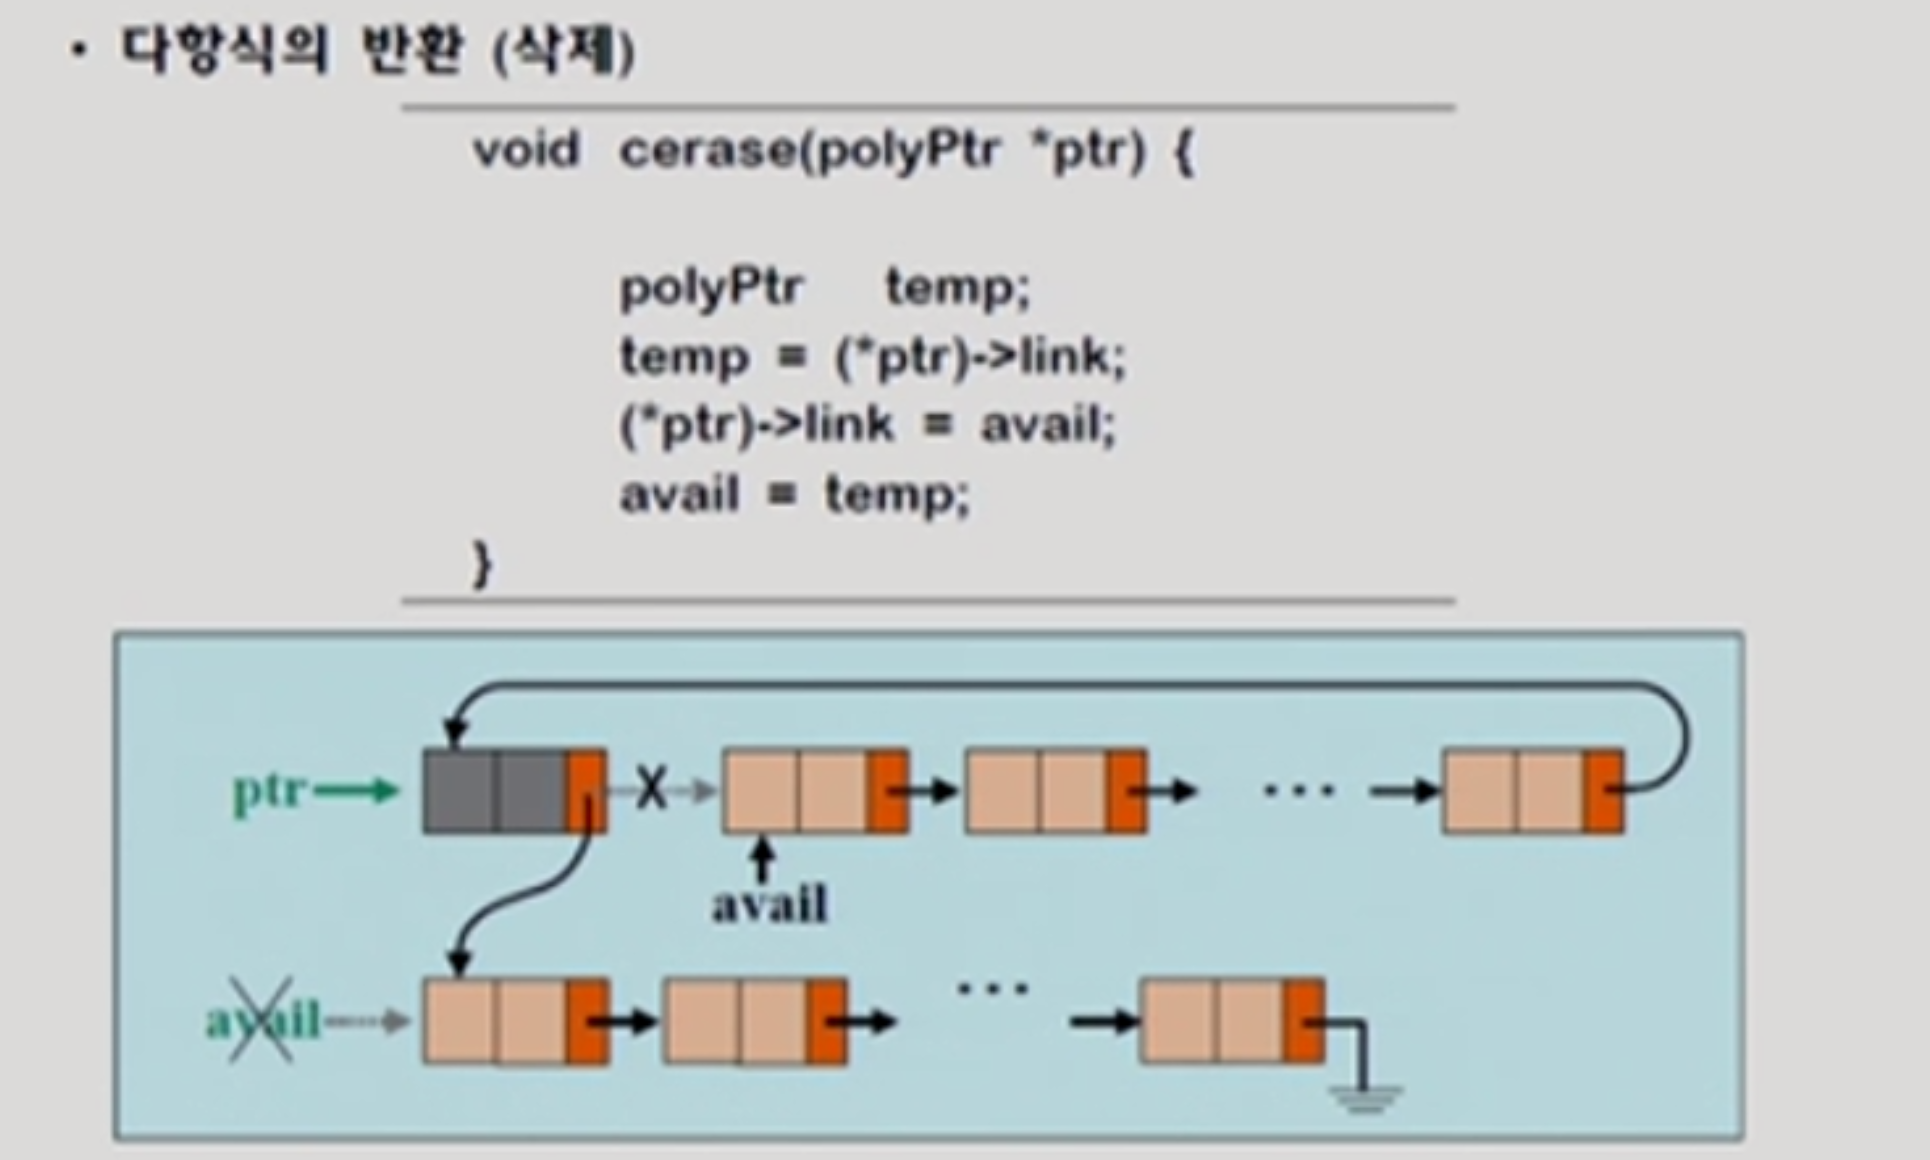 • 다항식의 반환 (삭제)
void cerase(polyPtr *ptr) {
polyPtr temp;
temp = (*ptr)->link;
(*ptr)->link = avail;
avail = temp;
}
ptr
X
...
avail
avail
...